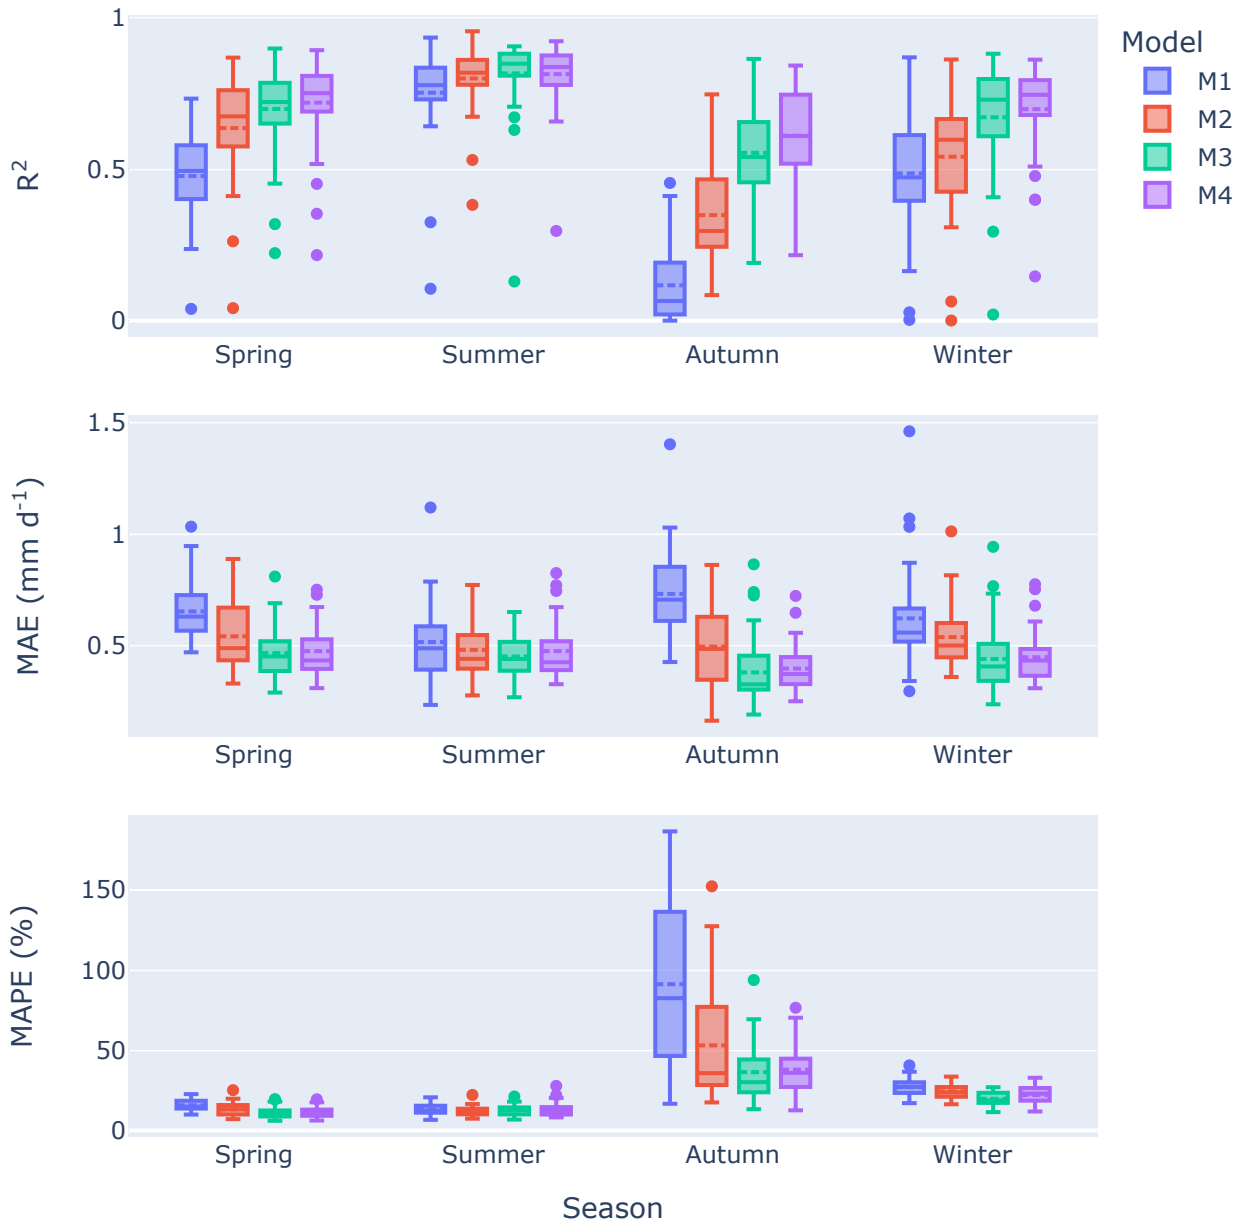 1
0.5
0
R²
Spring Summer Autumn Winter
Model
M1
M2
M3
M4
1.5
1
0.5
MAE (mm d⁻¹)
Spring Summer Autumn Winter
150
100
50
0
MAPE (%)
Spring Summer Autumn Winter
Season